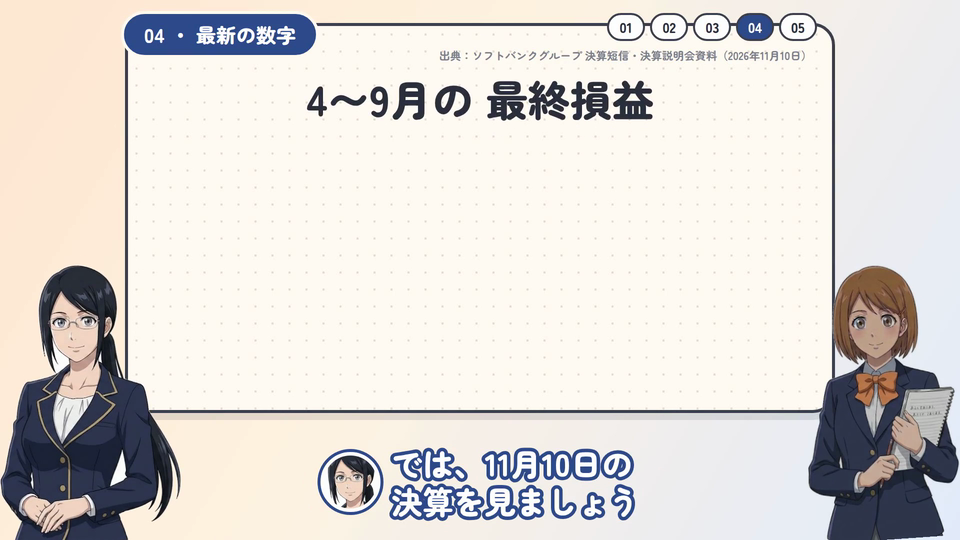 04 ・ 最新の数字
01 02 03 04 05
出典：ソフトバンクグループ 決算短信・決算説明会資料（2026年11月10日）
4〜9月の 最終損益
では、11月10日の
決算を見ましょう